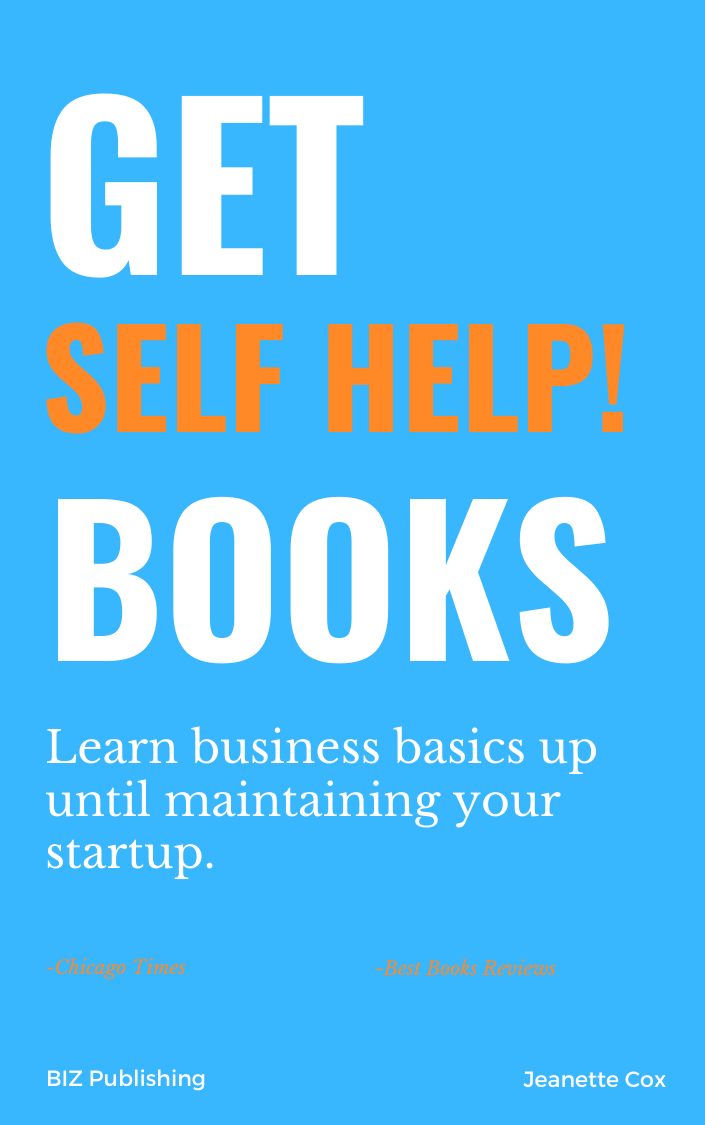 GET
SELF HELP!
BOOKS
Learn business basics up
until maintaining your
startup.
-Chicago Times
-Best Books Reviews
BIZ Publishing
Jeanette Cox